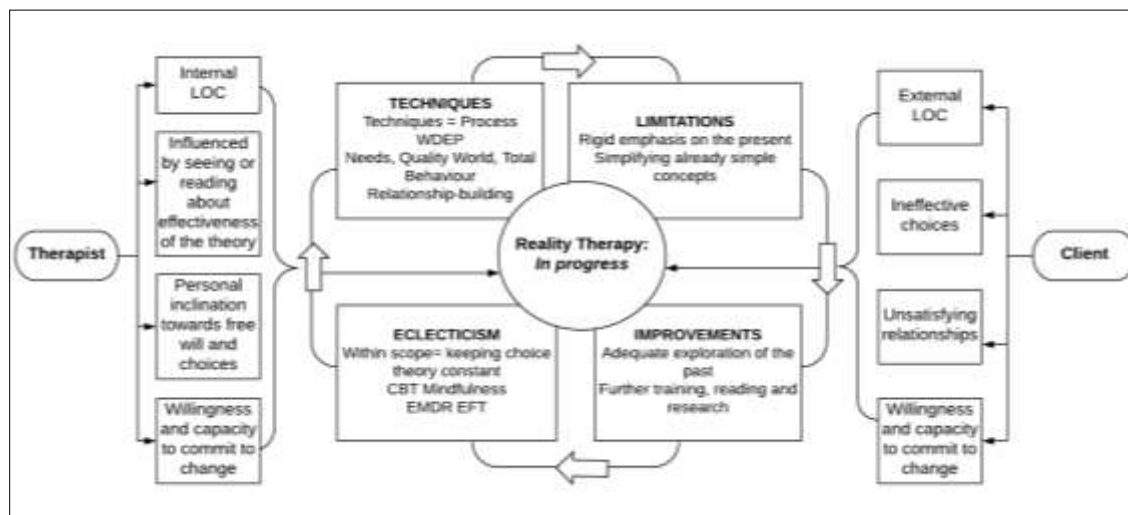 Therapist
Internal
LOC
Influenced
by seeing or
reading
about
effectiveness
of the theory
Personal
inclination
towards free
will and
choices
Willingness
and capacity
to commit to
change
TECHNIQUES
Techniques = Process
WDEP
Needs, Quality World, Total
Behaviour
Relationship-building
LIMITATIONS
Rigid emphasis on the present
Simplifying already simple
concepts
Reality Therapy:
In progress
ECLECTICISM
Within scope= keeping choice
theory constant
CBT Mindfulness
EMDR EFT
IMPROVEMENTS
Adequate exploration of the
past
Further training, reading and
research
External
LOC
Ineffective
choices
Unsatisfying
relationships
Willingness
and capacity
to commit to
change
Client